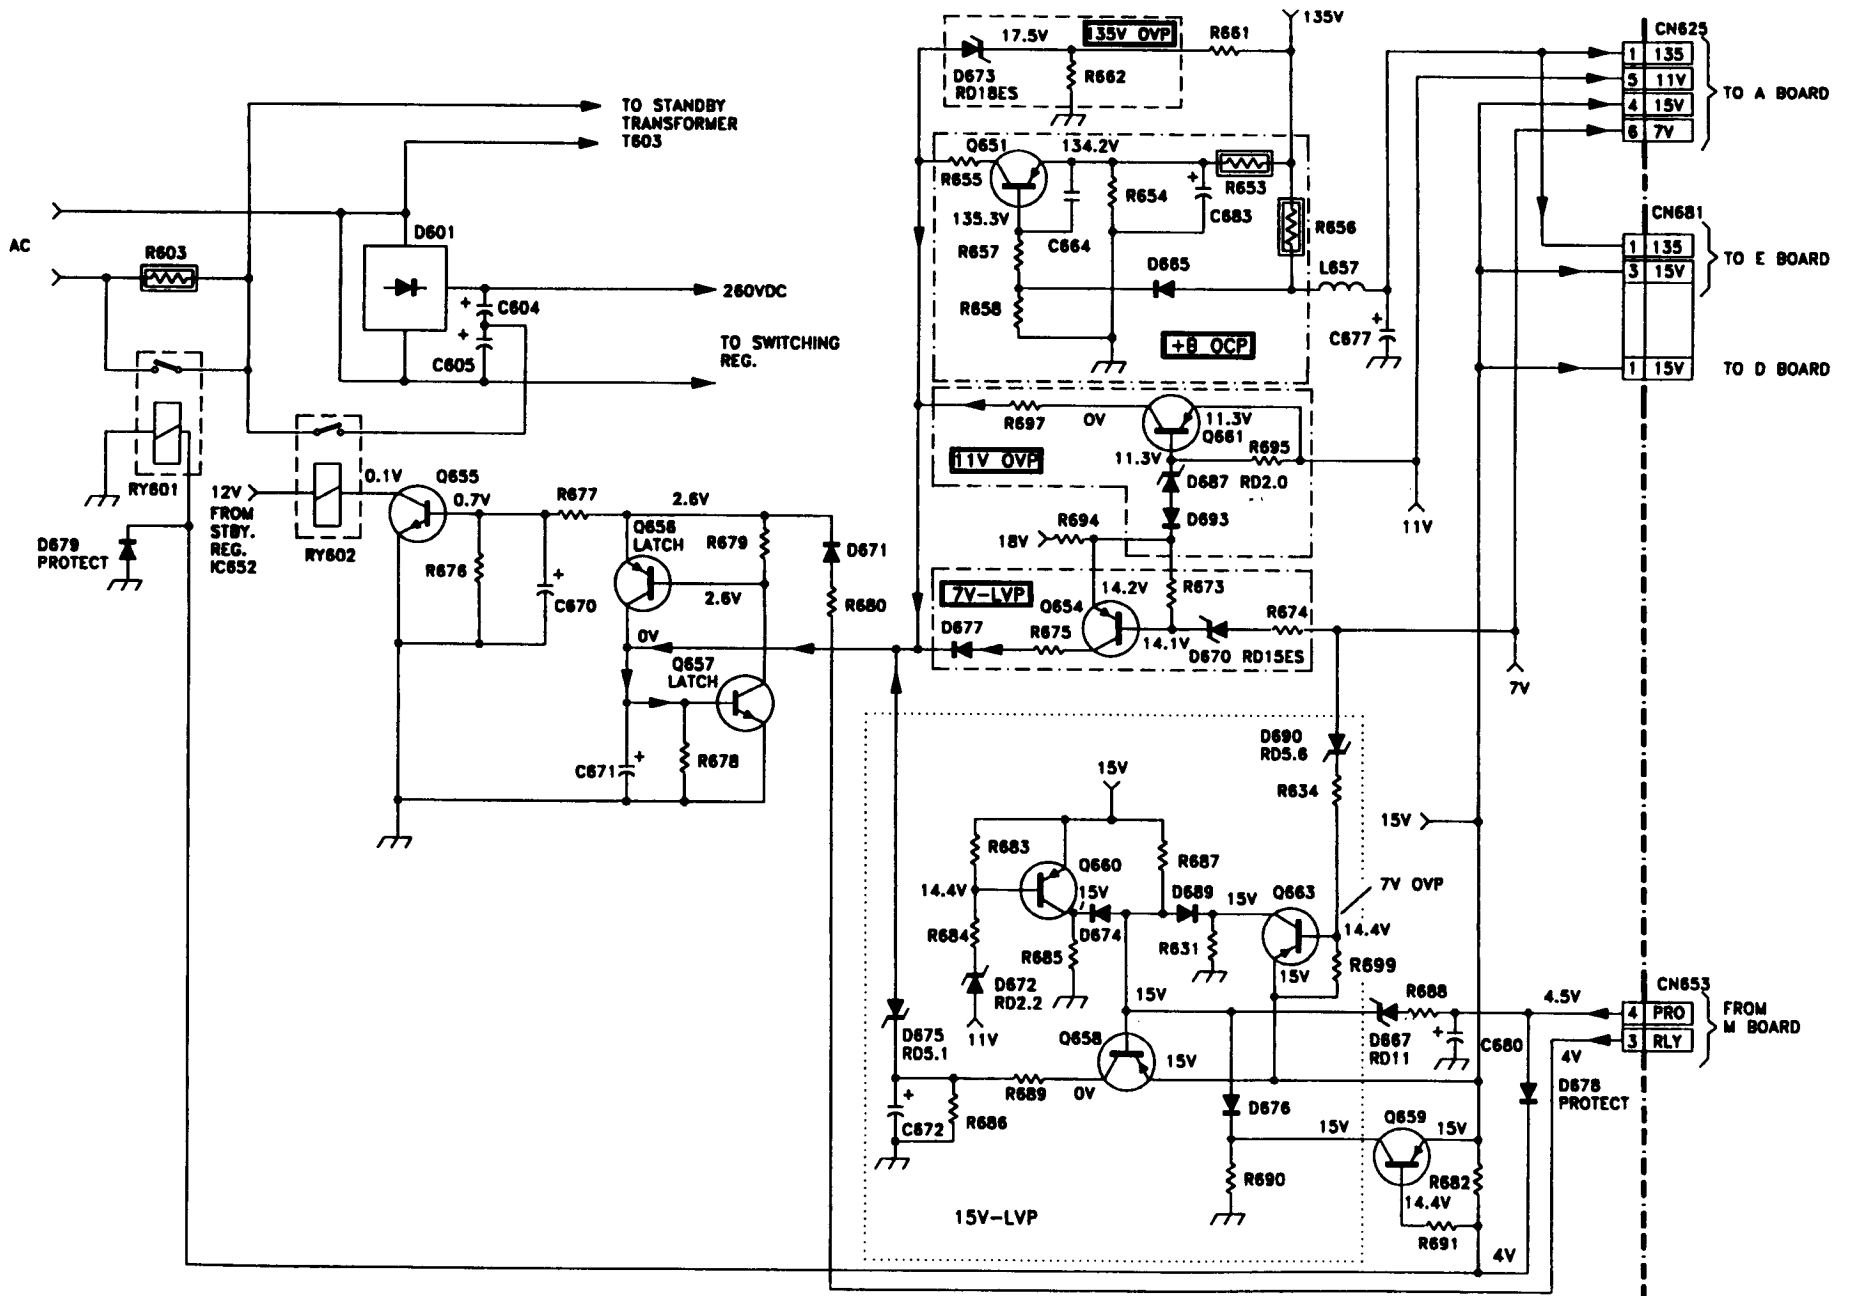 135V
17.5V
135V OVP
R661
D673
RD18ES
R662
CN625
1 135
5 11V
4 15V
6 7V
TO A BOARD
TO STANDBY
TRANSFORMER
T603
Q651
134.2V
R655
R654
R653
C683
135.3V
R657
C664
R656
D665
L657
R658
C677
+B OCP
CN681
1 135
3 15V
TO E BOARD
1 15V
TO D BOARD
AC
R603
D601
C604
260VDC
C605
TO SWITCHING
REG.
R697
0V
11.3V
Q661
11V OVP
11.3V
R695
D687
RD2.0
D693
11V
RY601
12V
FROM
STBY.
REG.
IC652
RY602
0.1V
Q655
0.7V
R677
2.6V
Q656
LATCH
R679
D671
R676
C670
2.6V
R680
D679
PROTECT
R694
18V
7V-LVP
14.2V
R673
Q654
R674
D677
R675
14.1V
D670 RD15ES
0V
Q657
LATCH
7V
C671
R678
D690
RD5.6
R634
15V
15V
R683
Q660
R687
14.4V
15V
D689
15V
Q663
7V OVP
R684
D674
R631
14.4V
R685
15V
R699
D672
RD2.2
11V
15V
D675
RD5.1
Q658
15V
D667
RD11
R688
4.5V
C680
CN653
4 PRO
3 RLY
FROM
M BOARD
4V
D678
PROTECT
R689
0V
C672
R686
D676
15V
Q659
15V
R690
R682
14.4V
R691
15V-LVP
4V